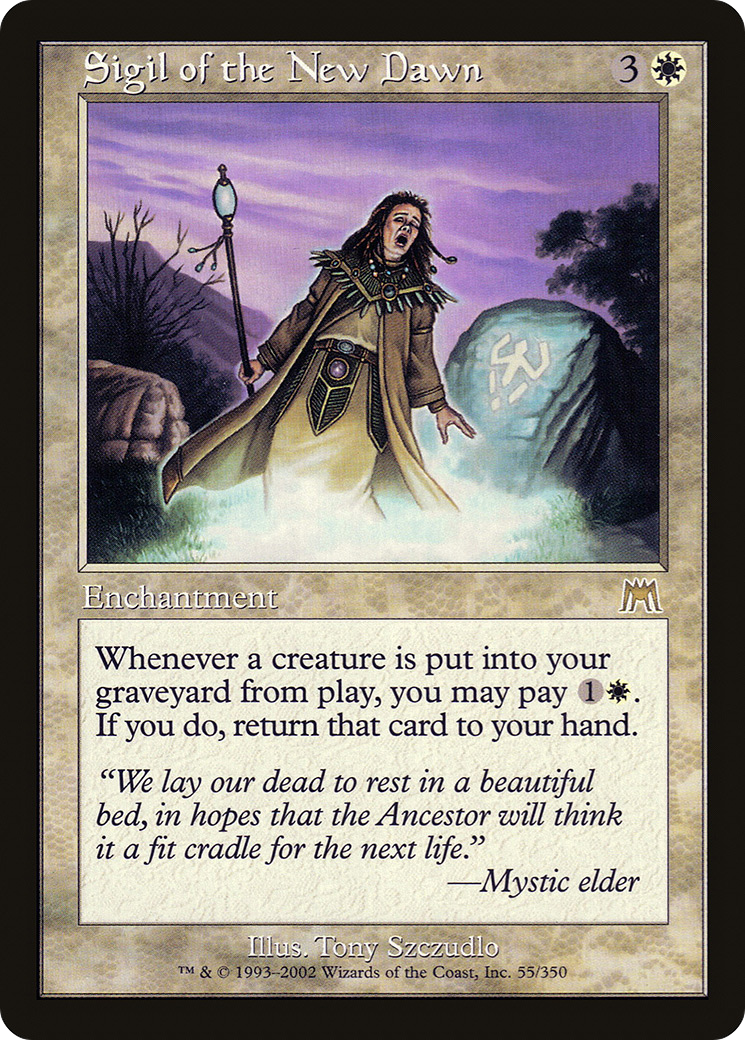 Sigil of the New Dawn 3
Enchantment
Whenever a creature is put into your
graveyard from play, you may pay 1.
If you do, return that card to your hand.
“We lay our dead to rest in a beautiful
bed, in hopes that the Ancestor will think
it a fit cradle for the next life.”
—Mystic elder
Illus. Tony Szczudlo
™ & © 1993–2002 Wizards of the Coast, Inc. 55/350